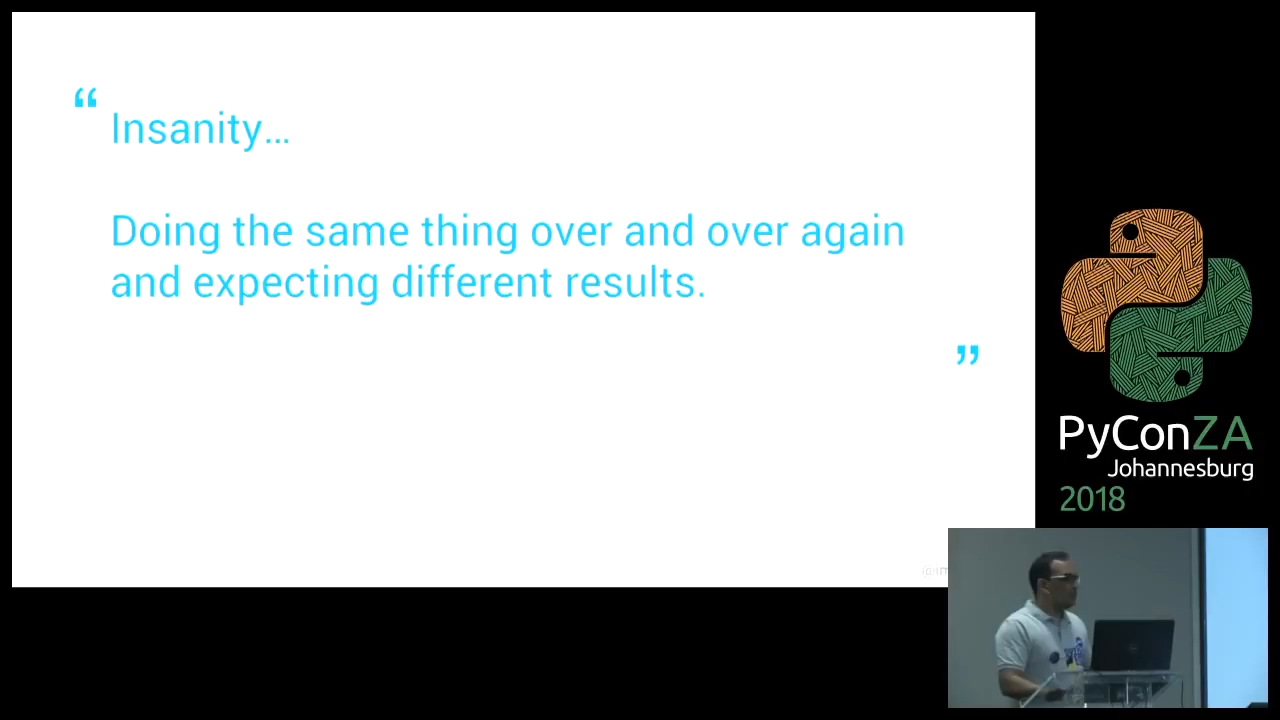 “ Insanity...
Doing the same thing over and over again
and expecting different results.
”
PyConZA
Johannesburg
2018